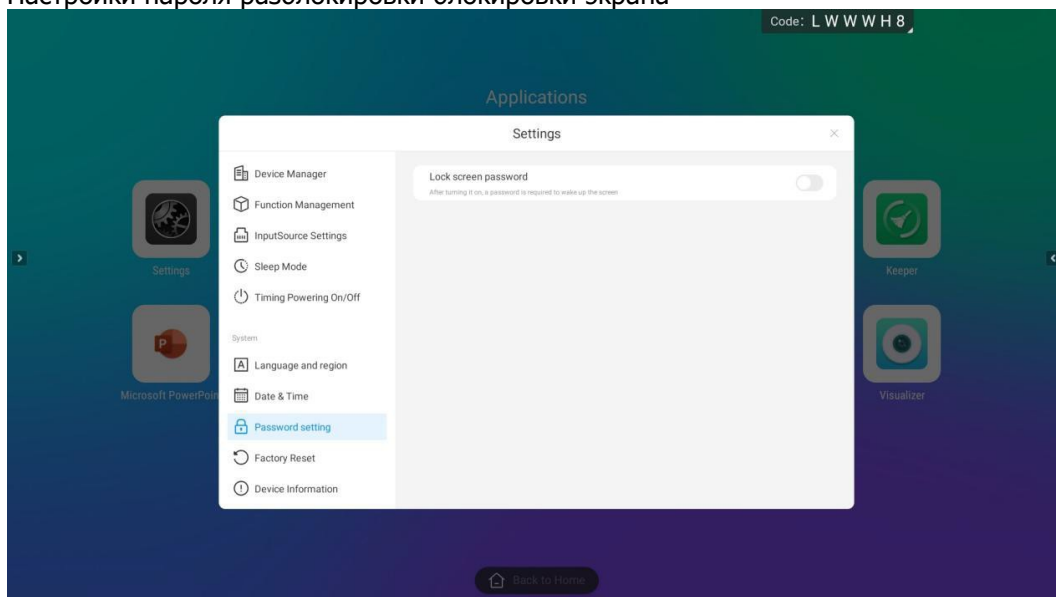 Настройки пароля разблокировки блокировки экрана
Code: LWWWH8
Applications
Settings
Device Manager
Function Management
InputSource Settings
Sleep Mode
Timing Powering On/Off
System
Language and region
Date & Time
Password setting
Factory Reset
Device Information
Lock screen password
After turning it on, a password is required to wake up the screen
Settings
Keeper
Microsoft PowerPoin
Visualizer
Back to Home